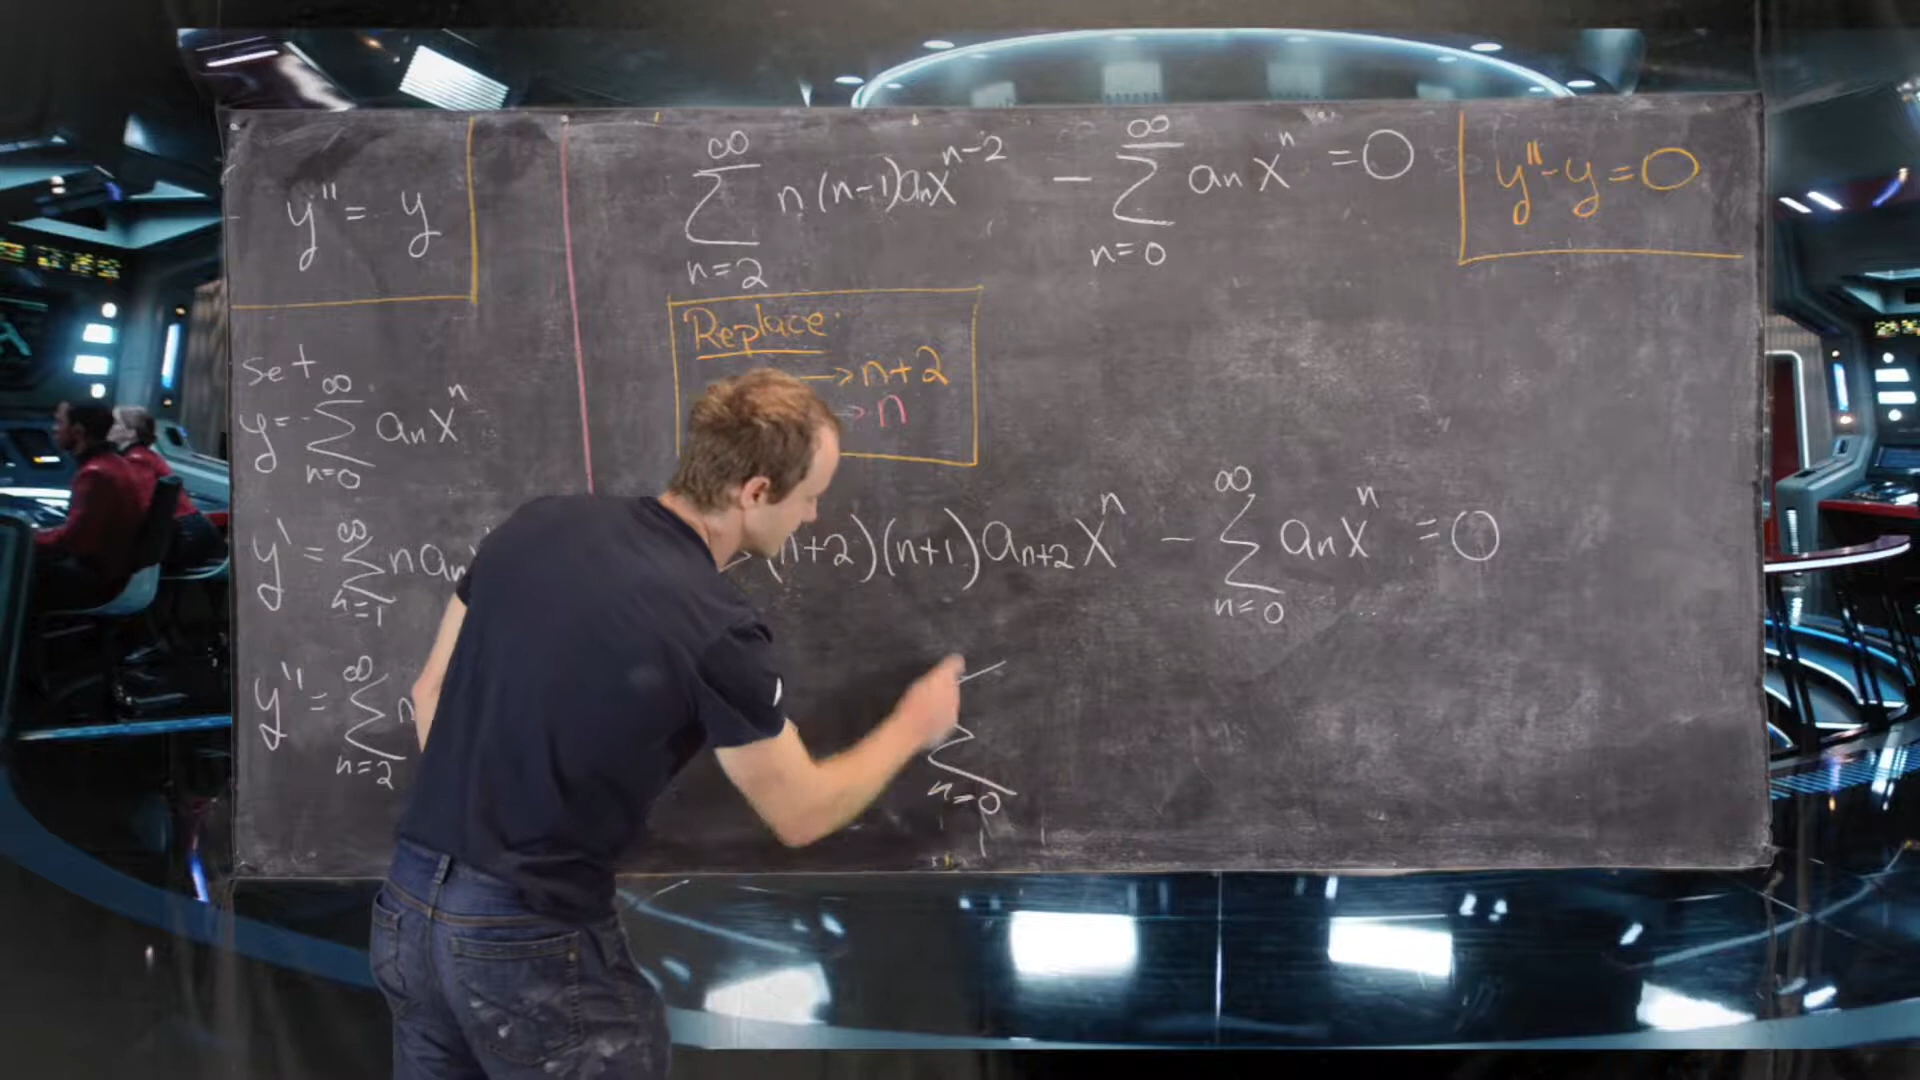 y'' = y
set
y = ∑_{n=0}^{∞} a_n x^n
y' = ∑_{n=1}^{∞} n a_n
y'' = ∑_{n=2}^{∞} n
∑_{n=2}^{∞} n(n-1)a_n x^{n-2} - ∑_{n=0}^{∞} a_n x^n = 0
y'' - y = 0
Replace:
→ n+2
→ n
(n+2)(n+1)a_{n+2} x^n - ∑_{n=0}^{∞} a_n x^n = 0
∑_{n=0}